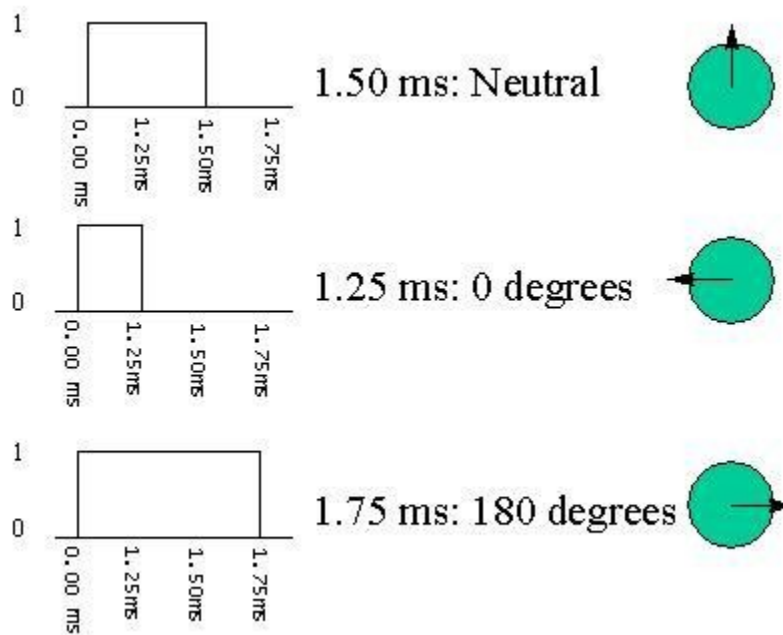 1
0
0.00 ms
1.25ms
1.50ms
1.75ms
1.50 ms: Neutral
1
0
0.00 ms
1.25ms
1.50ms
1.75ms
1.25 ms: 0 degrees
1
0
0.00 ms
1.25ms
1.50ms
1.75ms
1.75 ms: 180 degrees